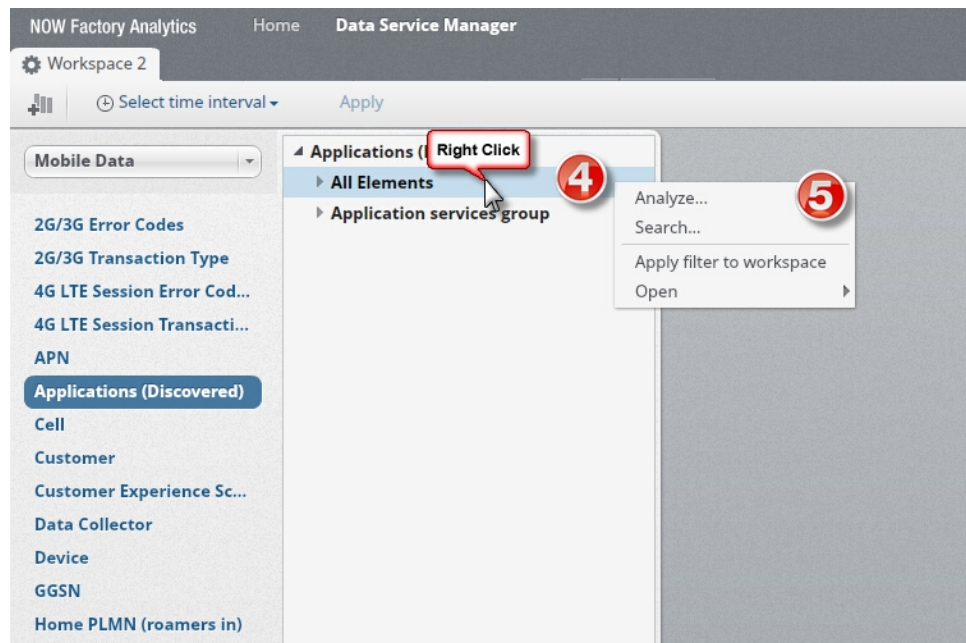 NOW Factory Analytics Home Data Service Manager
Workspace 2
Select time interval Apply
Mobile Data
2G/3G Error Codes
2G/3G Transaction Type
4G LTE Session Error Cod...
4G LTE Session Transacti...
APN
Applications (Discovered)
Cell
Customer
Customer Experience Sc...
Data Collector
Device
GGSN
Home PLMN (roamers in)
Applications (
Right Click
All Elements
4
Application services group
Analyze...
5
Search...
Apply filter to workspace
Open